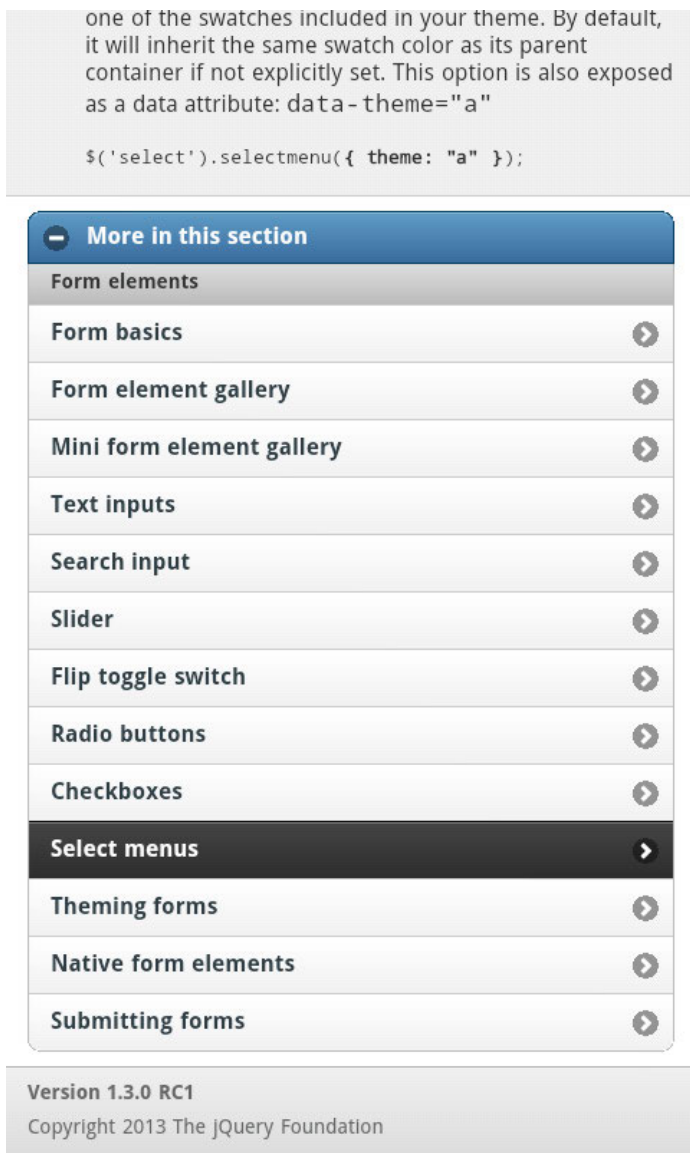 one of the swatches included in your theme. By default,
it will inherit the same swatch color as its parent
container if not explicitly set. This option is also exposed
as a data attribute: data-theme="a"
$('select').selectmenu({ theme: "a" });
More in this section
Form elements
Form basics
Form element gallery
Mini form element gallery
Text inputs
Search input
Slider
Flip toggle switch
Radio buttons
Checkboxes
Select menus
Theming forms
Native form elements
Submitting forms
Version 1.3.0 RC1
Copyright 2013 The jQuery Foundation